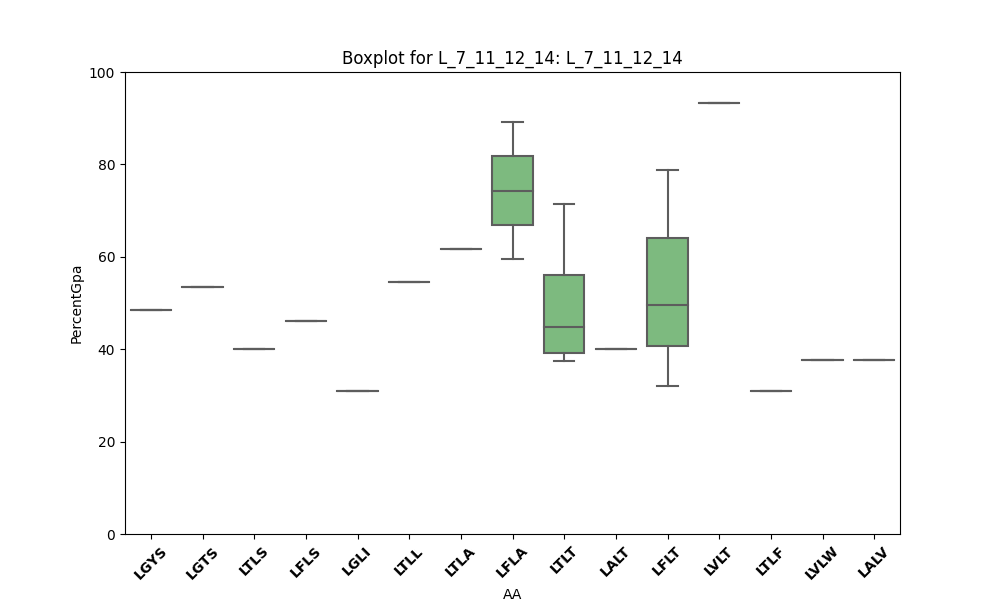 Boxplot for L_7_11_12_14: L_7_11_12_14
100
80
60
40
20
0
PercentGpa
LGYS
LGTS
LTLS
LFLS
LGLI
LTLL
LTLA
LFLA
LTLT
LALT
LFLT
LVLT
LTLF
LVLW
LALV
AA